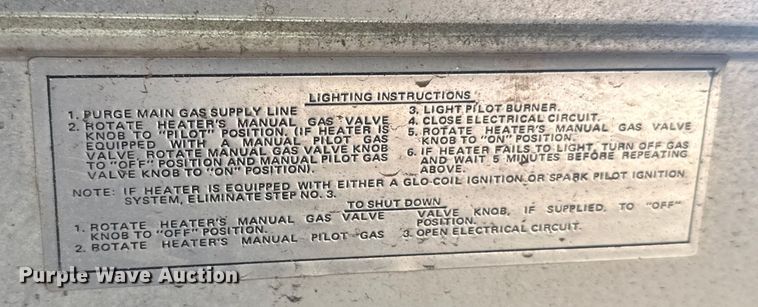 LIGHTING INSTRUCTIONS
1. PURGE MAIN GAS SUPPLY LINE
2. ROTATE HEATER'S MANUAL GAS VALVE
KNOB TO "PILOT" POSITION. (IF HEATER IS
EQUIPPED WITH A MANUAL PILOT GAS
VALVE, ROTATE MANUAL GAS VALVE KNOB
TO "OFF" POSITION AND MANUAL PILOT GAS
VALVE KNOB TO "ON" POSITION).
3. LIGHT PILOT BURNER.
4. CLOSE ELECTRICAL CIRCUIT.
5. ROTATE HEATER'S MANUAL GAS VALVE
KNOB TO "ON" POSITION.
6. IF HEATER FAILS TO LIGHT, TURN OFF GAS
AND WAIT 5 MINUTES BEFORE REPEATING
ABOVE.
NOTE: IF HEATER IS EQUIPPED WITH EITHER A GLO-COIL IGNITION OR SPARK PILOT IGNITION
SYSTEM, ELIMINATE STEP NO. 3.
TO SHUT DOWN
1. ROTATE HEATER'S MANUAL GAS VALVE
KNOB TO "OFF" POSITION.
2. ROTATE HEATER'S MANUAL PILOT GAS
VALVE KNOB, IF SUPPLIED, TO "OFF"
POSITION.
3. OPEN ELECTRICAL CIRCUIT.
Purple Wave Auction
Purple Wave Auction